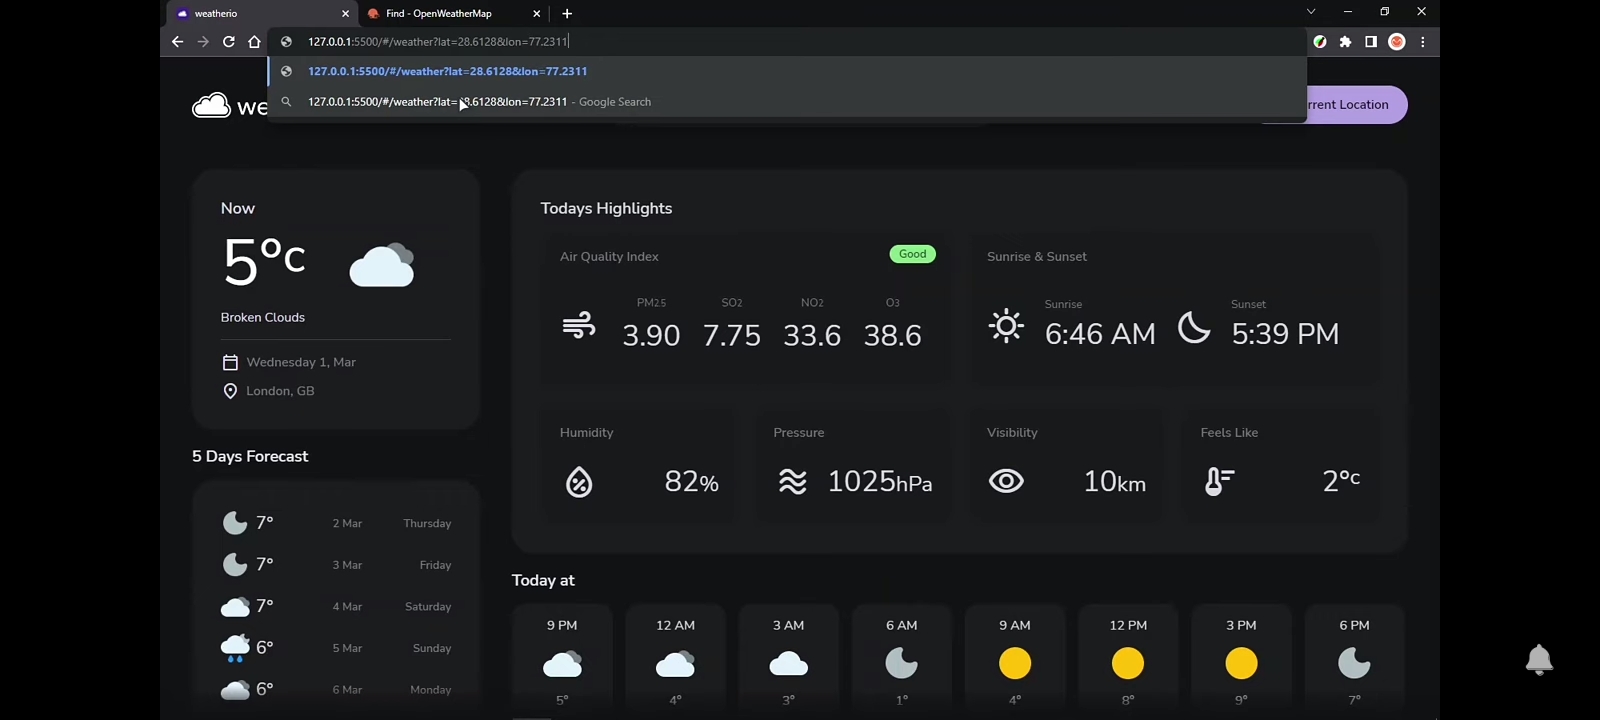 weatherio
Find - OpenWeatherMap
127.0.0.1:5500/#/weather?lat=28.6128&lon=77.2311
127.0.0.1:5500/#/weather?lat=28.6128&lon=77.2311
127.0.0.1:5500/#/weather?lat=28.6128&lon=77.2311 - Google Search
we
rrent Location
Now
5°c
Broken Clouds
Wednesday 1, Mar
London, GB
5 Days Forecast
7° 2 Mar Thursday
7° 3 Mar Friday
7° 4 Mar Saturday
6° 5 Mar Sunday
6° 6 Mar Monday
Todays Highlights
Air Quality Index
Good
PM2.5 SO2 NO2 O3
3.90 7.75 33.6 38.6
Sunrise & Sunset
Sunrise
6:46 AM
Sunset
5:39 PM
Humidity
82%
Pressure
1025hPa
Visibility
10km
Feels Like
2°c
Today at
9 PM 12 AM 3 AM 6 AM 9 AM 12 PM 3 PM 6 PM
5° 4° 3° 1° 4° 8° 9° 7°